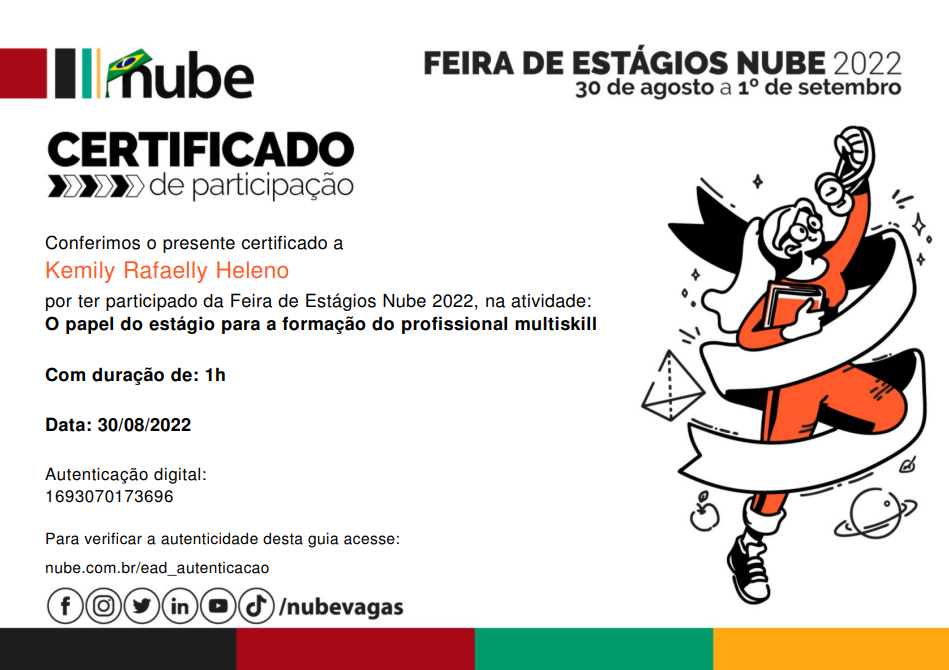 nube
FEIRA DE ESTÁGIOS NUBE 2022
30 de agosto a 1º de setembro
CERTIFICADO
de participação
Conferimos o presente certificado a
Kemily Rafaelly Heleno
por ter participado da Feira de Estágios Nube 2022, na atividade:
O papel do estágio para a formação do profissional multiskill
Com duração de: 1h
Data: 30/08/2022
Autenticação digital:
1693070173696
Para verificar a autenticidade desta guia acesse:
nube.com.br/ead_autenticacao
/nubevagas
1